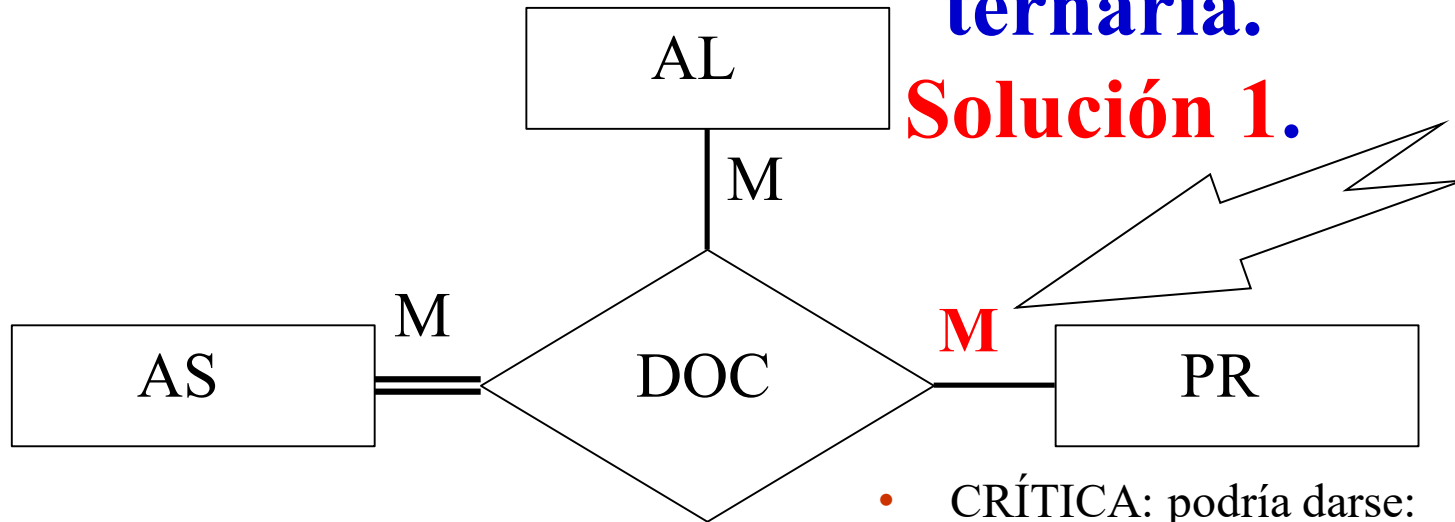 ternaria.
AL
Solución 1.
M
M
M
AS
DOC
PR
• CRÍTICA: podría darse: